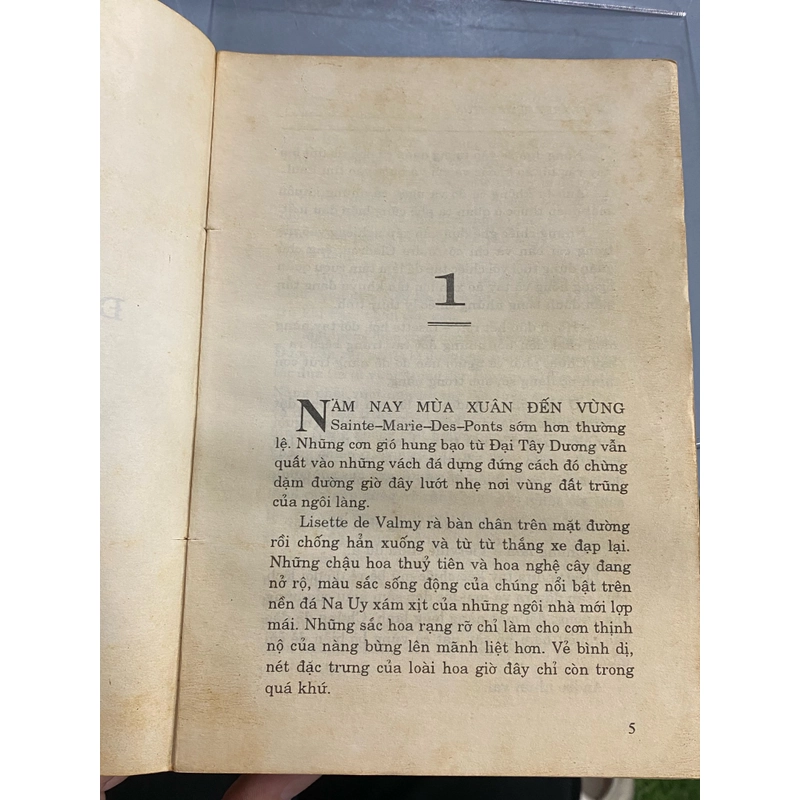 1
NĂM NAY MÙA XUÂN ĐẾN VÙNG
Sainte–Marie–Des–Ponts sớm hơn thường
lệ. Những cơn gió hung bạo từ Đại Tây Dương vẫn
quất vào những vách đá dựng đứng cách đó chừng
dặm đường giờ đây lướt nhẹ nơi vùng đất trũng
của ngôi làng.
Lisette de Valmy rà bàn chân trên mặt đường
rồi chống hẳn xuống và từ từ thắng xe đạp lại.
Những chậu hoa thuỷ tiên và hoa nghệ cây đang
nở rộ, màu sắc sống động của chúng nổi bật trên
nền đá Na Uy xám xịt của những ngôi nhà mới lợp
mái. Những sắc hoa rạng rỡ chỉ làm cho cơn thịnh
nộ của nàng bừng lên mãnh liệt hơn. Vẻ bình dị,
nét đặc trưng của loài hoa giờ đây chỉ còn trong
quá khứ.
5